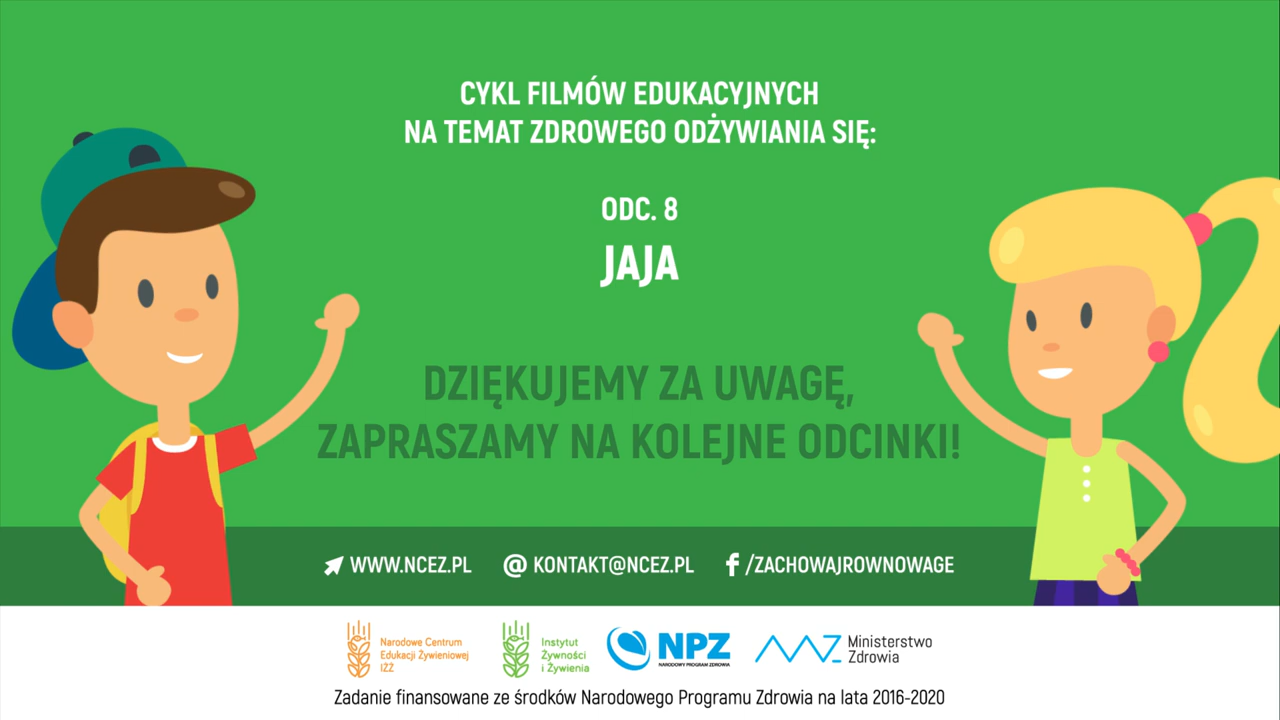 CYKL FILMÓW EDUKACYJNYCH
NA TEMAT ZDROWEGO ODŻYWIANIA SIĘ:
ODC. 8
JAJA
DZIĘKUJEMY ZA UWAGĘ,
ZAPRASZAMY NA KOLEJNE ODCINKI!
WWW.NCEZ.PL @ KONTAKT@NCEZ.PL f /ZACHOWAJROWNOWAGE
Narodowe Centrum
Edukacji Żywieniowej
IŻŻ
Instytut
Żywności
i Żywienia
NPZ
NARODOWY PROGRAM ZDROWIA
Ministerstwo
Zdrowia
Zadanie finansowane ze środków Narodowego Programu Zdrowia na lata 2016-2020